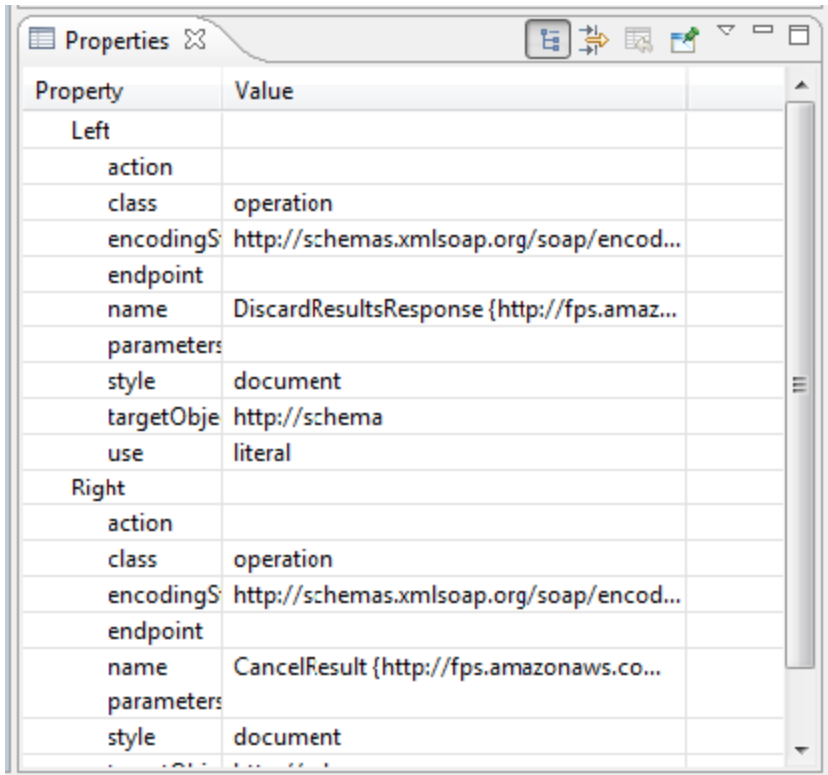 Properties
Property Value
Left
action
class operation
encodingS http://schemas.xmlsoap.org/soap/encod...
endpoint
name DiscardResultsResponse {http://fps.amaz...
parameters
style document
targetObje http://schema
use literal
Right
action
class operation
encodingS http://schemas.xmlsoap.org/soap/encod...
endpoint
name CancelResult {http://fps.amazonaws.co...
parameters
style document